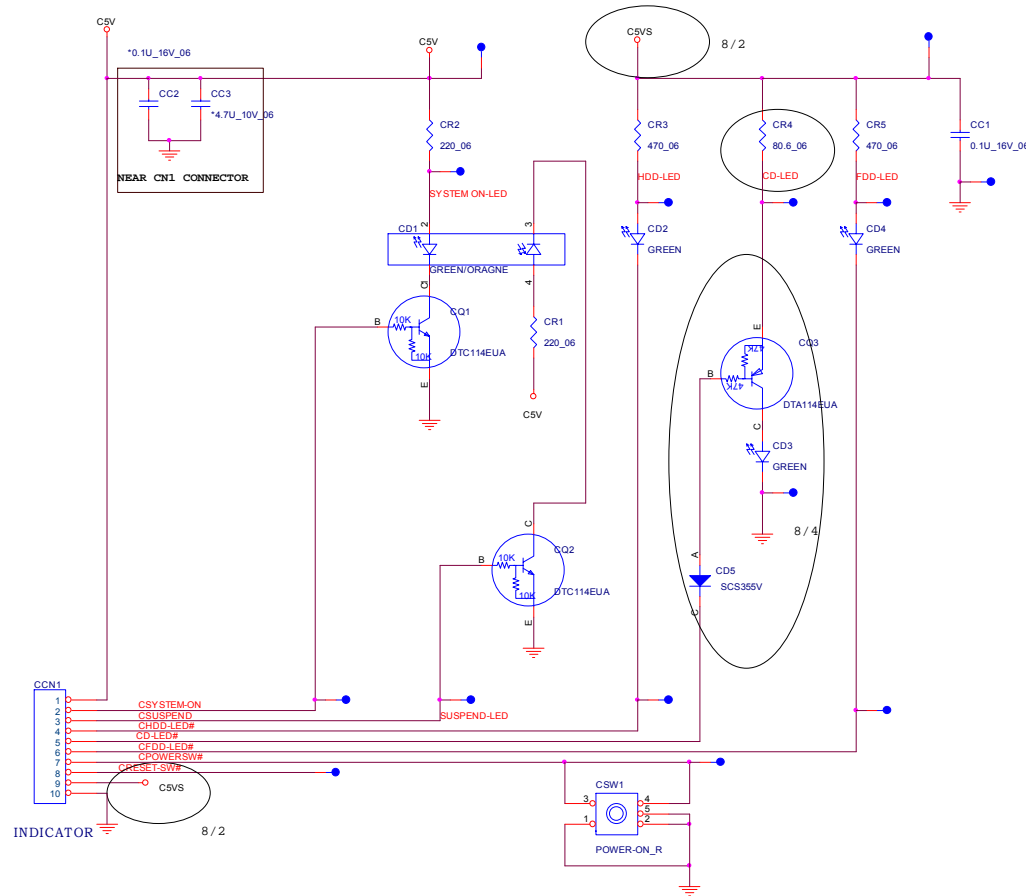 C5V
*0.1U_16V_06
CC2
CC3
*4.7U_10V_06
NEAR CN1 CONNECTOR
C5V
CR2
220_06
SYSTEM ON-LED
2
3
CD1
GREEN/ORAGNE
4
C
CQ1
B
10K
10K
DTC114EUA
E
CR1
220_06
C5V
C5VS
8/2
CR3
470_06
HDD-LED
CD2
GREEN
CR4
80.6_06
CD-LED
CR5
470_06
FDD-LED
CD4
GREEN
CC1
0.1U_16V_06
E
CQ3
47K
B
47K
DTA114EUA
C
CD3
GREEN
8/4
A
CD5
SCS355V
C
C
CQ2
B
10K
10K
DTC114EUA
E
CCN1
1
2
3
4
5
6
7
8
9
10
CSYSTEM-ON
CSUSPEND
CHDD-LED#
CD-LED#
CFDD-LED#
CPOWERSW#
CRESET-SW#
C5VS
SUSPEND-LED
INDICATOR
8/2
CSW1
3
4
5
1
2
POWER-ON_R